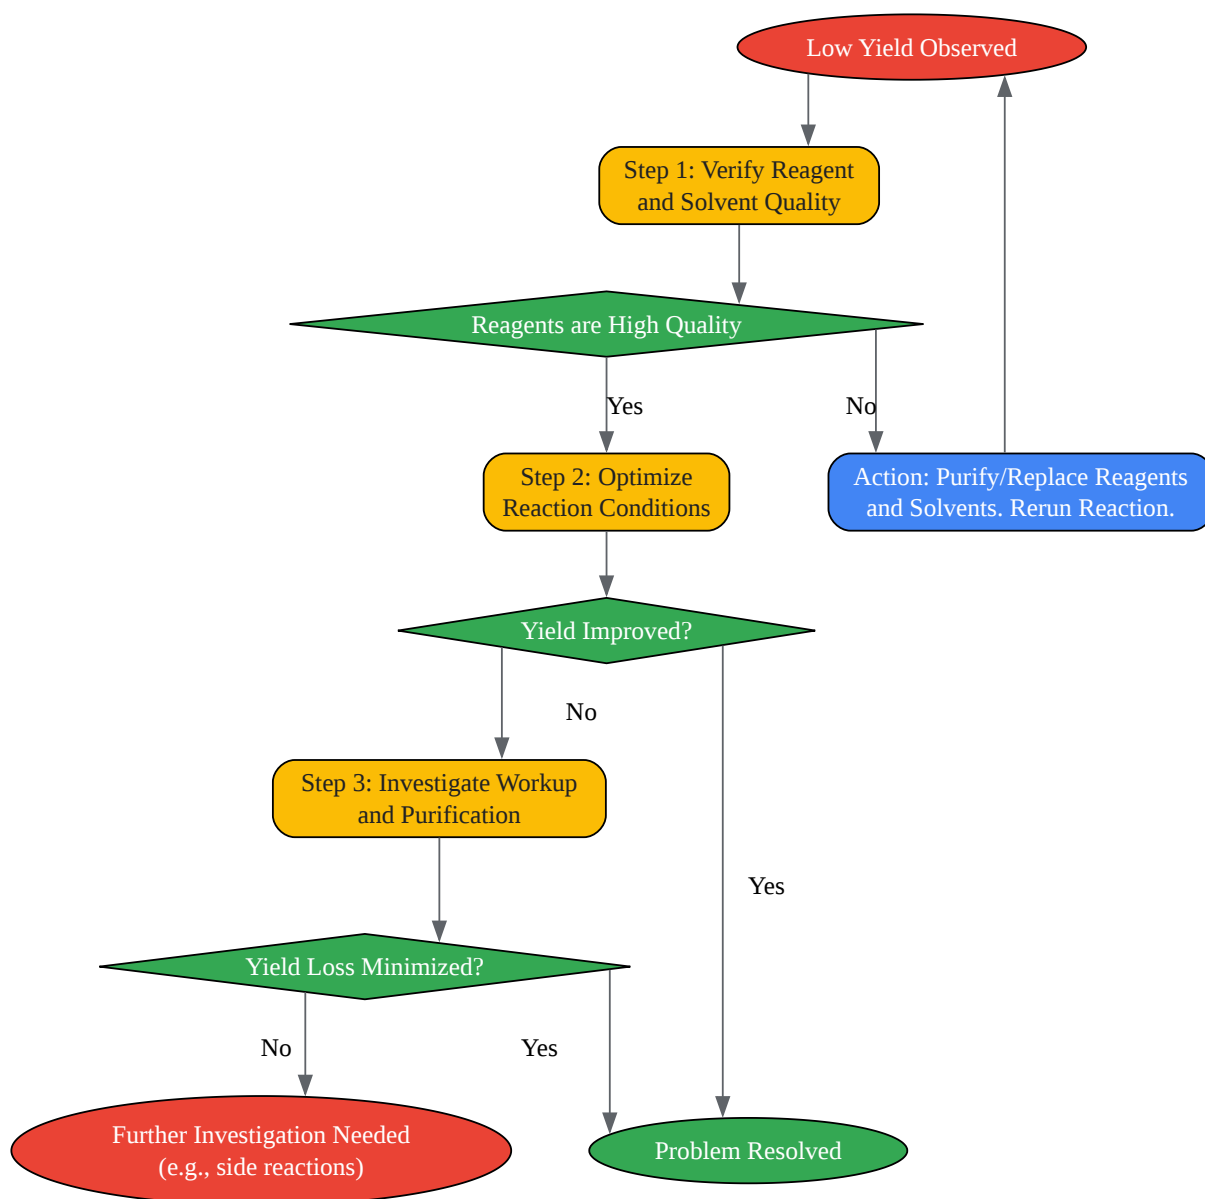 Low Yield Observed
Step 1: Verify Reagent
and Solvent Quality
Reagents are High Quality
Yes
No
Step 2: Optimize
Reaction Conditions
Action: Purify/Replace Reagents
and Solvents. Rerun Reaction.
Yield Improved?
No
Step 3: Investigate Workup
and Purification
Yes
Yield Loss Minimized?
No
Yes
Further Investigation Needed
(e.g., side reactions)
Problem Resolved